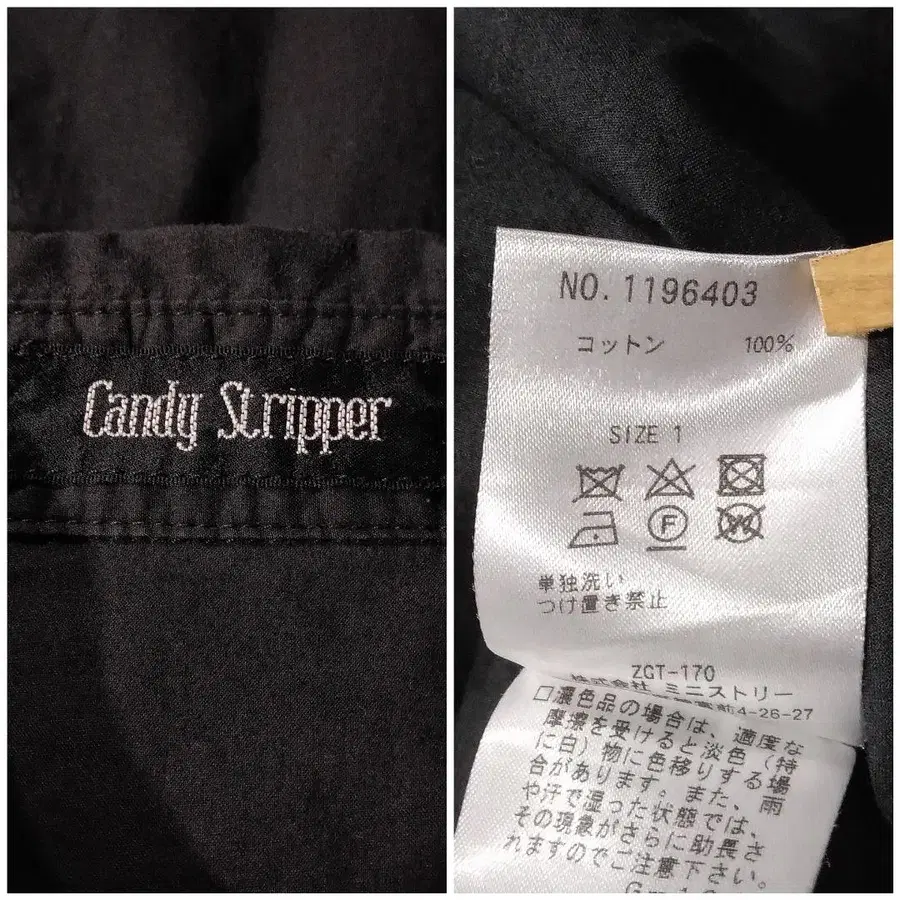 Candy Stripper
NO. 1196403
コットン 100%
SIZE 1
F
W
単独洗い
つけ置き禁止
ZGT-170
株式会社 ミニストリー
前4-26-27
□濃色品の場合は、適度な
摩擦を受けると淡色（特
に白）物に色移りする場
合があります。また、雨
や汗で湿った状態では、
その現象がさらに助長さ
れますのでご注意下さい。